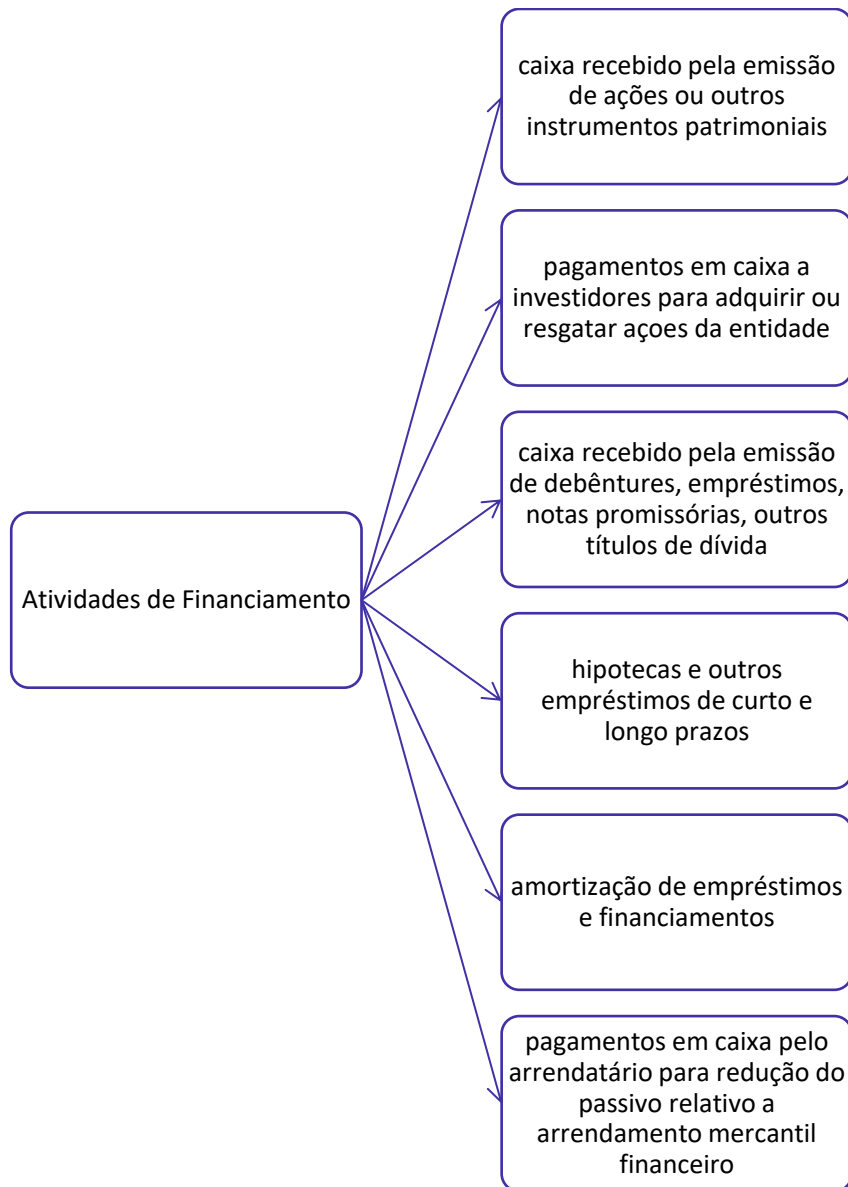 caixa recebido pela emissão
de ações ou outros
instrumentos patrimoniais
pagamentos em caixa a
investidores para adquirir ou
resgatar açoes da entidade
caixa recebido pela emissão
de debêntures, empréstimos,
notas promissórias, outros
títulos de dívida
Atividades de Financiamento
hipotecas e outros
empréstimos de curto e
longo prazos
amortização de empréstimos
e financiamentos
pagamentos em caixa pelo
arrendatário para redução do
passivo relativo a
arrendamento mercantil
financeiro